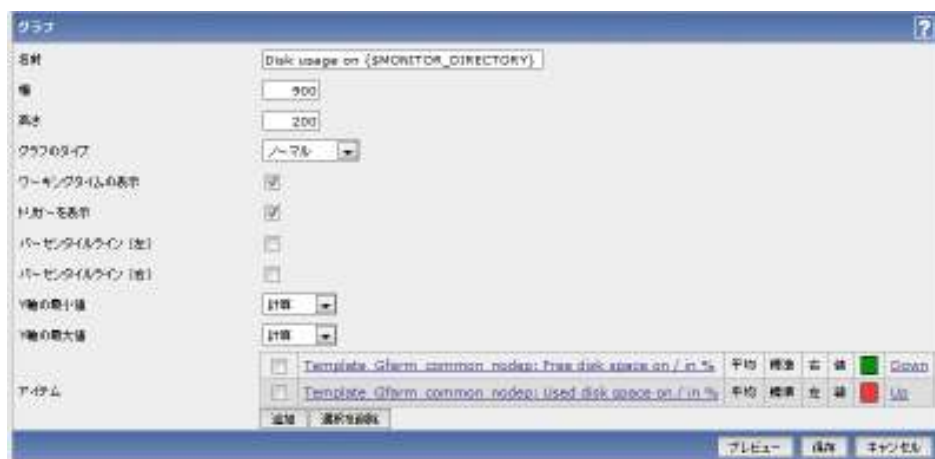 グラフ ?
名前 Disk usage on {$MONITOR_DIRECTORY}
幅 900
高さ 200
グラフのタイプ ノーマル
ワーキングタイムの表示
トリガーを表示
パーセンタイルライン (左)
パーセンタイルライン (右)
Y軸の最小値 計算
Y軸の最大値 計算
Template_Gfarm_common_nodep: Free disk space on / in % 平均 標準 右 線 Down
アイテム
Template_Gfarm_common_nodep: Used disk space on / in % 平均 標準 左 線 Up
追加 選択を削除
プレビュー 保存 キャンセル